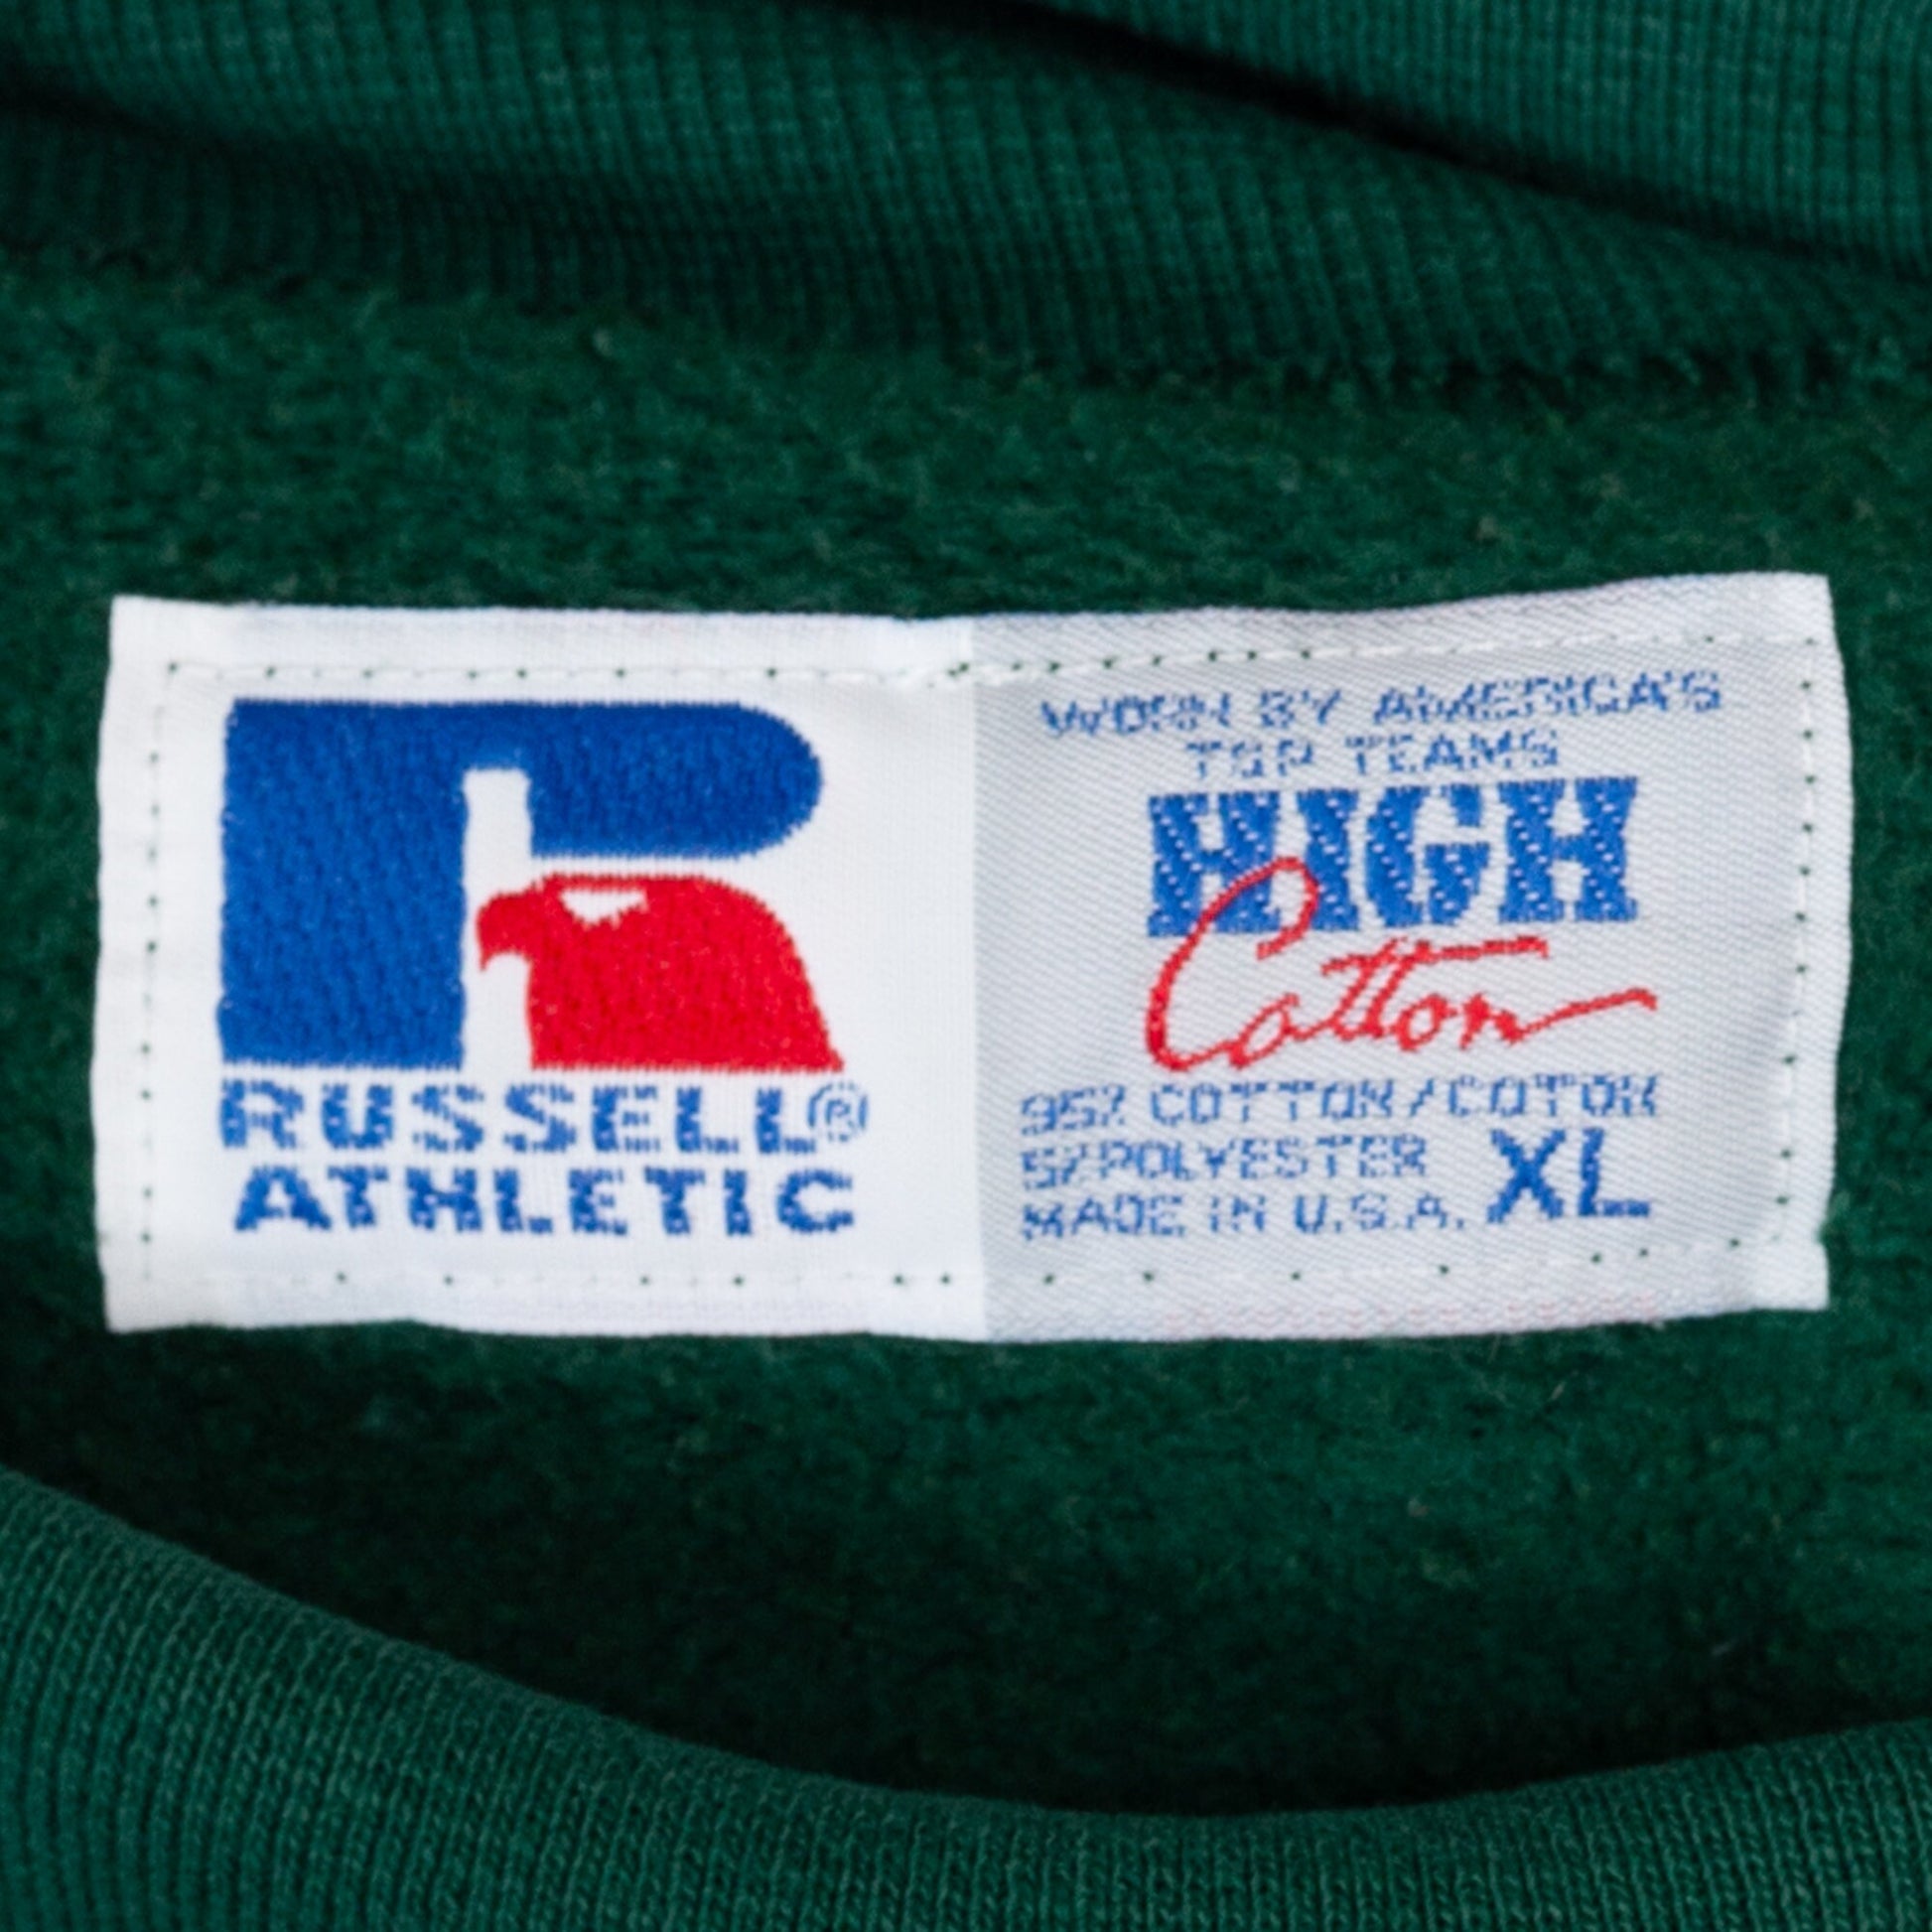 RUSSELL®
ATHLETIC
WORN BY AMERICA'S
TOP TEAMS
HIGH
Cotton
95% COTTON/COTON
5% POLYESTER XL
MADE IN U.S.A.